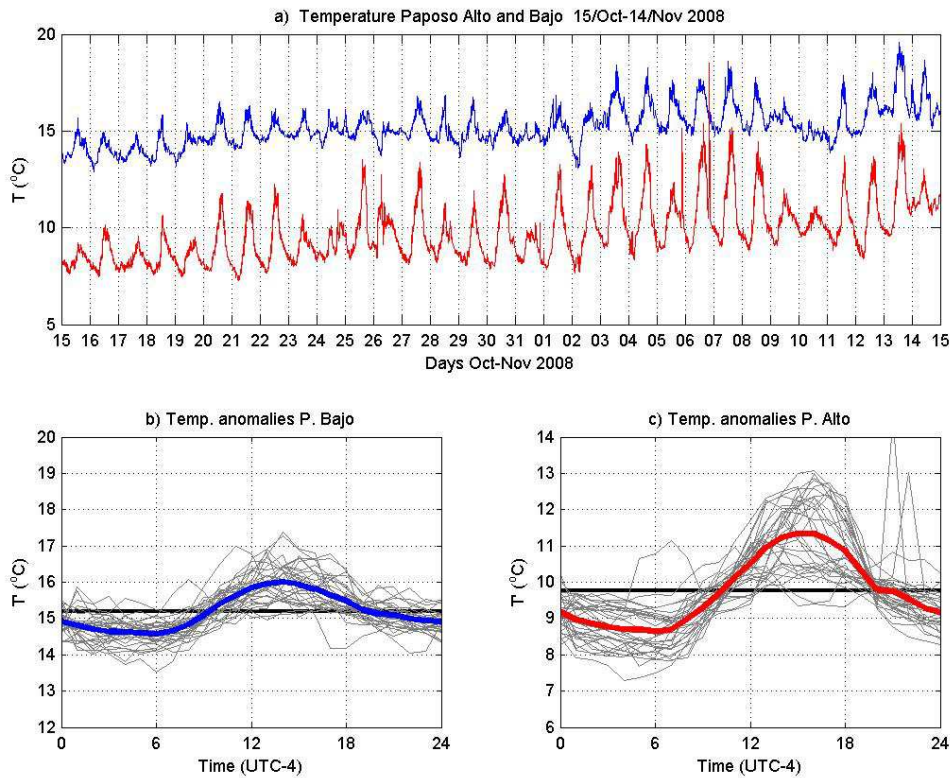 a) Temperature Paposo Alto and Bajo 15/Oct-14/Nov 2008
20
15
10
5
T (⁰C)
15 16 17 18 19 20 21 22 23 24 25 26 27 28 29 30 31 01 02 03 04 05 06 07 08 09 10 11 12 13 14 15
Days Oct-Nov 2008
b) Temp. anomalies P. Bajo
20
19
18
17
16
15
14
13
12
T' (⁰C)
0 6 12 18 24
Time (UTC-4)
c) Temp. anomalies P. Alto
14
13
12
11
10
9
8
7
6
T' (⁰C)
0 6 12 18 24
Time (UTC-4)